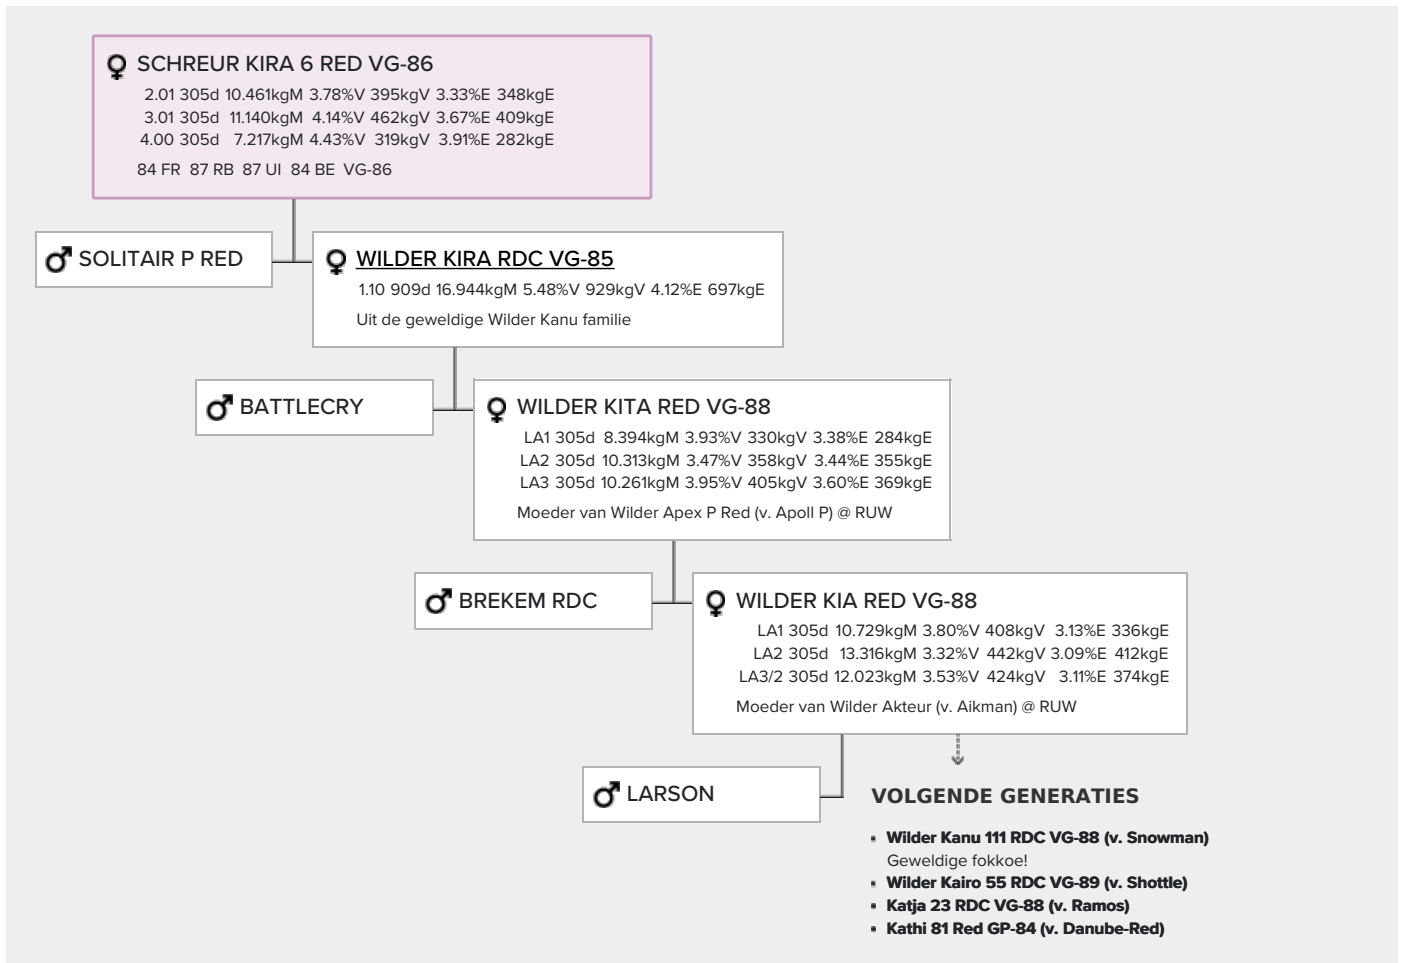 SCHREUR KIRA 6 RED VG-86
2.01 305d 10.461kgM 3.78%V 395kgV 3.33%E 348kgE
3.01 305d 11.140kgM 4.14%V 462kgV 3.67%E 409kgE
4.00 305d 7.217kgM 4.43%V 319kgV 3.91%E 282kgE
84 FR 87 RB 87 UI 84 BE VG-86
SOLITAIR P RED
WILDER KIRA RDC VG-85
1.10 909d 16.944kgM 5.48%V 929kgV 4.12%E 697kgE
Uit de geweldige Wilder Kanu familie
BATTLECRY
WILDER KITA RED VG-88
LA1 305d 8.394kgM 3.93%V 330kgV 3.38%E 284kgE
LA2 305d 10.313kgM 3.47%V 358kgV 3.44%E 355kgE
LA3 305d 10.261kgM 3.95%V 405kgV 3.60%E 369kgE
Moeder van Wilder Apex P Red (v. Apoll P) @ RUW
BREKEM RDC
WILDER KIA RED VG-88
LA1 305d 10.729kgM 3.80%V 408kgV 3.13%E 336kgE
LA2 305d 13.316kgM 3.32%V 442kgV 3.09%E 412kgE
LA3/2 305d 12.023kgM 3.53%V 424kgV 3.11%E 374kgE
Moeder van Wilder Akteur (v. Aikman) @ RUW
LARSON
VOLGENDE GENERATIES
Wilder Kanu 111 RDC VG-88 (v. Snowman)
Geweldige fokkoe!
Wilder Kairo 55 RDC VG-89 (v. Shottle)
Katja 23 RDC VG-88 (v. Ramos)
Kathi 81 Red GP-84 (v. Danube-Red)